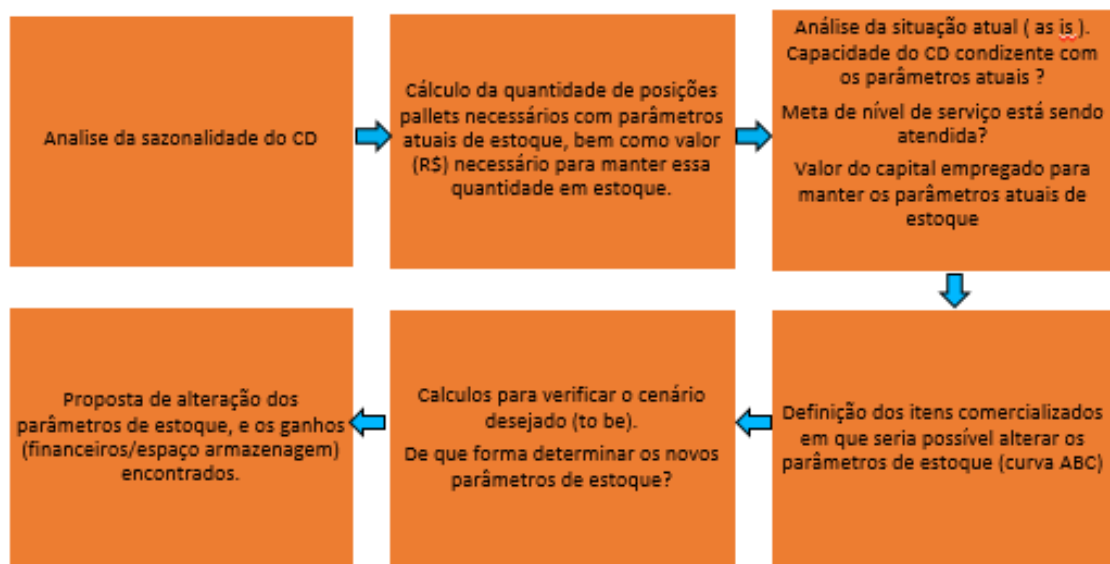 Analise da sazonalidade do CD
Cálculo da quantidade de posições
pallets necessários com parâmetros
atuais de estoque, bem como valor
(R$) necessário para manter essa
quantidade em estoque.
Análise da situação atual ( as is ).
Capacidade do CD condizente com
os parâmetros atuais ?
Meta de nível de serviço está sendo
atendida?
Valor do capital empregado para
manter os parâmetros atuais de
estoque
Definição dos itens comercializados
em que seria possível alterar os
parâmetros de estoque (curva ABC)
Calculos para verificar o cenário
desejado (to be).
De que forma determinar os novos
parâmetros de estoque?
Proposta de alteração dos
parâmetros de estoque, e os ganhos
(financeiros/espaço armazenagem)
encontrados.